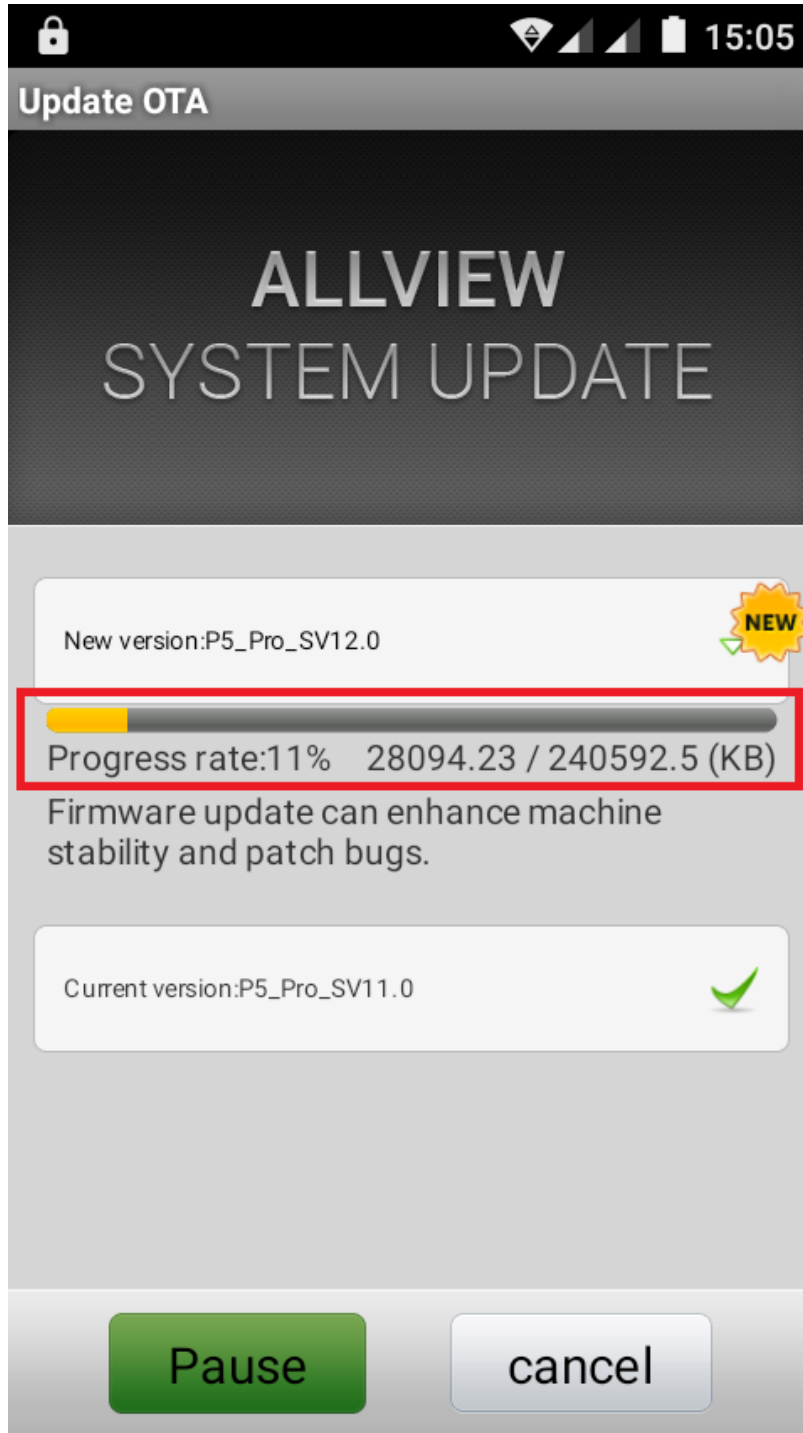 15:05
Update OTA
ALLVIEW
SYSTEM UPDATE
New version:P5_Pro_SV12.0
NEW
Progress rate:11% 28094.23 / 240592.5 (KB)
Firmware update can enhance machine
stability and patch bugs.
Current version:P5_Pro_SV11.0
Pause cancel